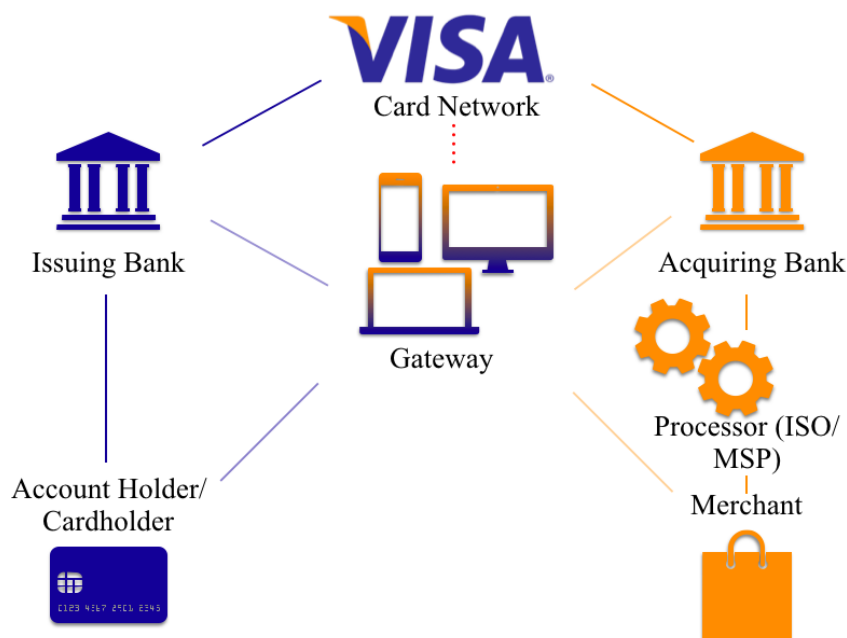 VISA®
Card Network
Issuing Bank
Acquiring Bank
Gateway
Processor (ISO/
MSP)
Account Holder/
Cardholder
Merchant